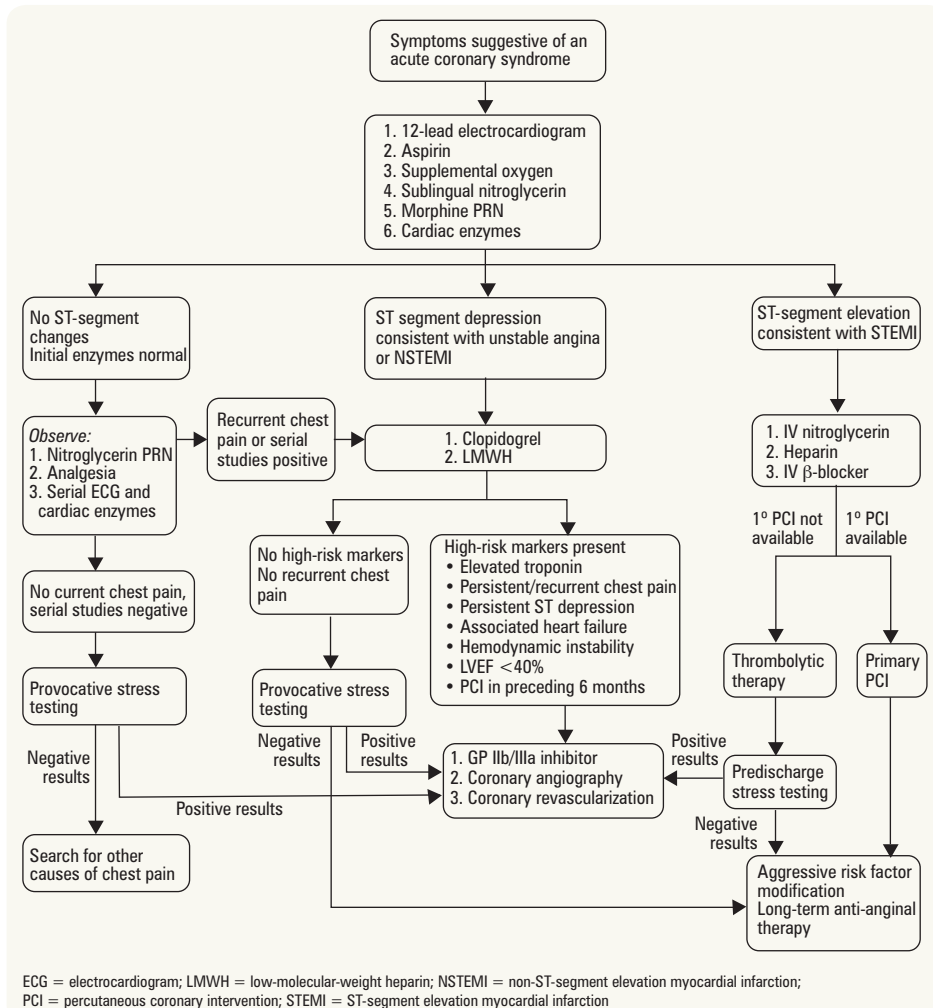 Symptoms suggestive of an
acute coronary syndrome
1. 12-lead electrocardiogram
2. Aspirin
3. Supplemental oxygen
4. Sublingual nitroglycerin
5. Morphine PRN
6. Cardiac enzymes
No ST-segment
changes
Initial enzymes normal
ST segment depression
consistent with unstable angina
or NSTEMI
ST-segment elevation
consistent with STEMI
Observe:
1. Nitroglycerin PRN
2. Analgesia
3. Serial ECG and
cardiac enzymes
Recurrent chest
pain or serial
studies positive
1. Clopidogrel
2. LMWH
1. IV nitroglycerin
2. Heparin
3. IV β-blocker
1º PCI not
available
1º PCI
available
No current chest pain,
serial studies negative
No high-risk markers
No recurrent chest
pain
High-risk markers present
• Elevated troponin
• Persistent/recurrent chest pain
• Persistent ST depression
• Associated heart failure
• Hemodynamic instability
• LVEF <40%
• PCI in preceding 6 months
Thrombolytic
therapy
Primary
PCI
Provocative stress
testing
Provocative stress
testing
Negative
results
Positive results
Negative
results
Positive
results
1. GP IIb/IIIa inhibitor
2. Coronary angiography
3. Coronary revascularization
Positive
results
Predischarge
stress testing
Negative
results
Search for other
causes of chest pain
Aggressive risk factor
modification
Long-term anti-anginal
therapy
ECG = electrocardiogram; LMWH = low-molecular-weight heparin; NSTEMI = non-ST-segment elevation myocardial infarction;
PCI = percutaneous coronary intervention; STEMI = ST-segment elevation myocardial infarction